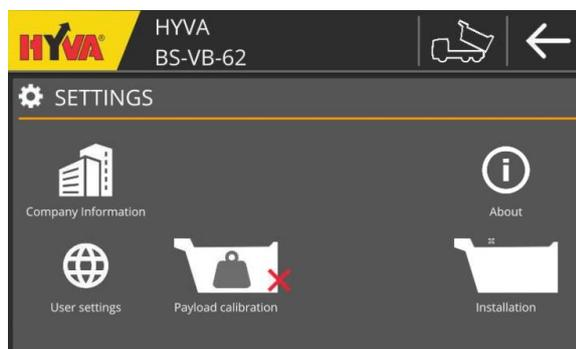 HYVA
HYVA
BS-VB-62
SETTINGS
Company Information
About
User settings
Payload calibration
Installation